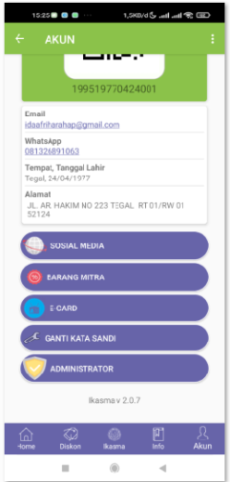 15:25
1,5KB/d
AKUN
199519770424001
Email
idaafriharahap@gmail.com
WhatsApp
081326891063
Tempat, Tanggal Lahir
Tegal, 24/04/1977
Alamat
JL. AR. HAKIM NO 223 TEGAL RT 01/RW 01
52124
SOSIAL MEDIA
BARANG MITRA
E-CARD
GANTI KATA SANDI
ADMINISTRATOR
Ikasma v 2.0.7
Home Diskon Ikasma Info Akun